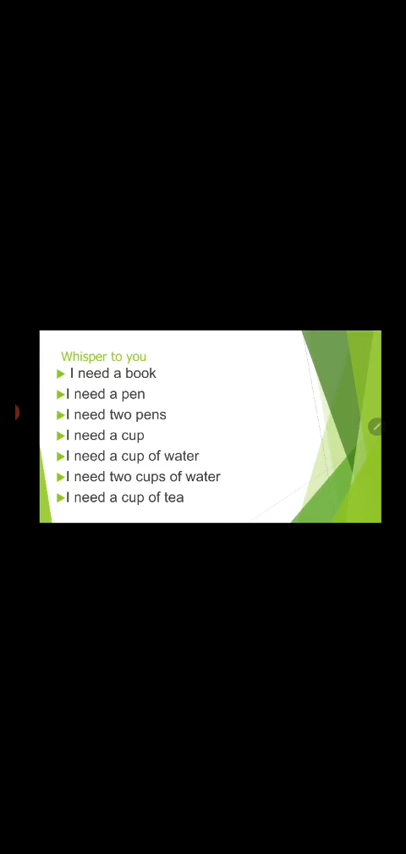 Whisper to you
I need a book
I need a pen
I need two pens
I need a cup
I need a cup of water
I need two cups of water
I need a cup of tea